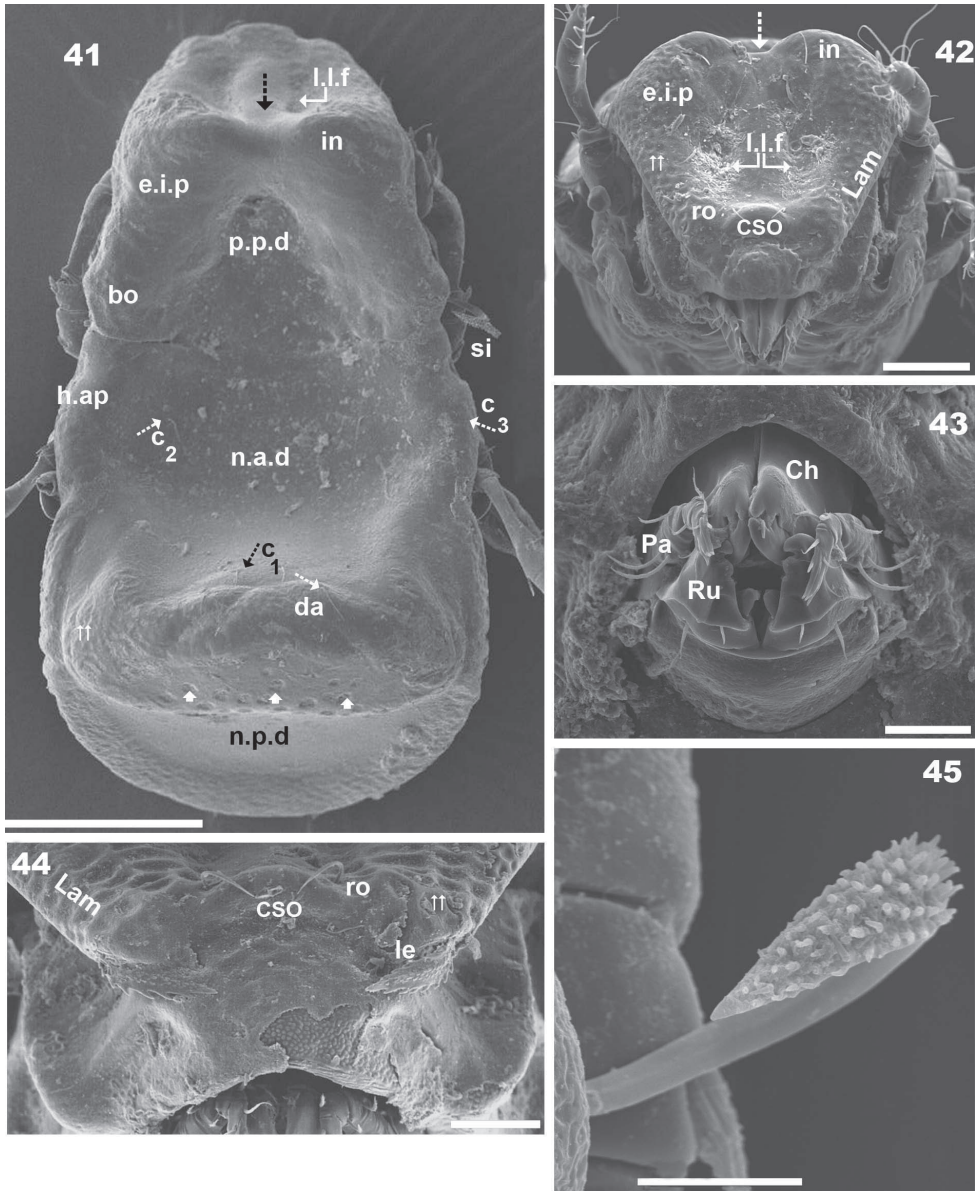 41
l.l.f
in
e.i.p
p.p.d
bo
si
h.ap
c3
c2
n.a.d
c1
da
n.p.d
42
in
e.i.p
l.l.f
Lam
ro
CSO
43
Ch
Pa
Ru
44
Lam
ro
CSO
le
45